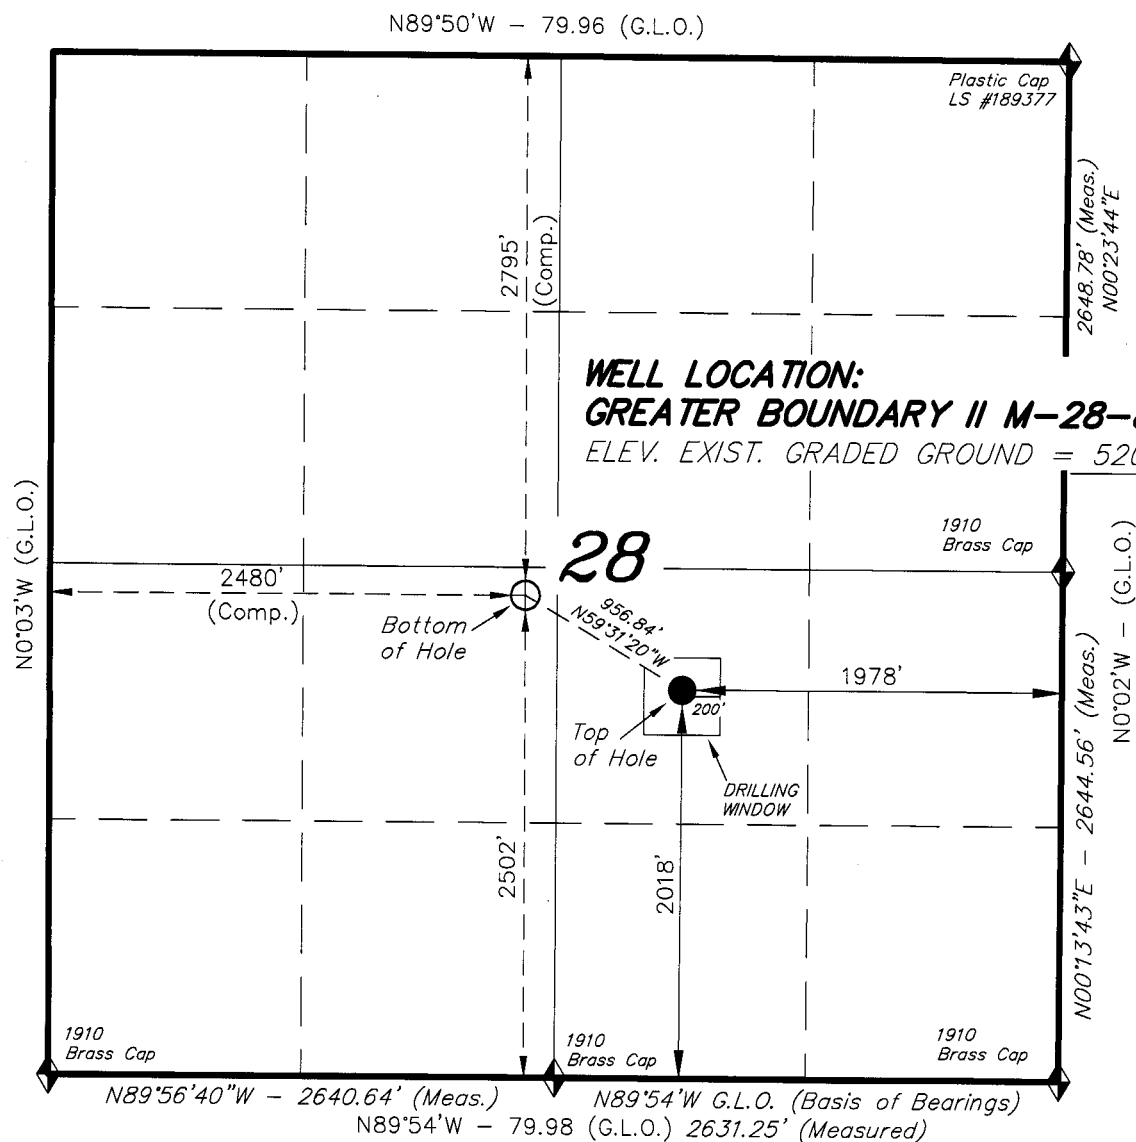 N89°50'W - 79.96 (G.L.O.)
Plastic Cap
LS #189377
2648.78' (Meas.)
N00°23'44"E
2795'
(Comp.)
WELL LOCATION:
GREATER BOUNDARY II M-28-
ELEV. EXIST. GRADED GROUND = 520
N0°03'W (G.L.O.)
28
1910
Brass Cap
2480'
(Comp.)
Bottom
of Hole
956.84'
N59°31'20"W
1978'
200'
Top
of Hole
DRILLING
WINDOW
N0°02'W - (G.L.O.)
N00°13'43"E - 2644.56' (Meas.)
2502'
2018'
1910
Brass Cap
1910
Brass Cap
1910
Brass Cap
N89°56'40"W - 2640.64' (Meas.)
N89°54'W G.L.O. (Basis of Bearings)
N89°54'W - 79.98 (G.L.O.) 2631.25' (Measured)